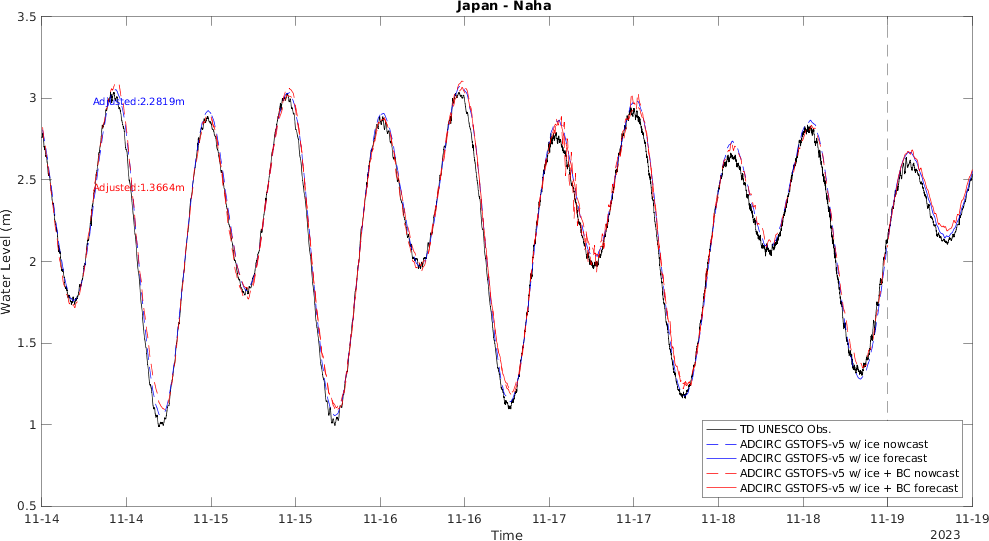 Japan - Naha
3.5
3
2.5
2
1.5
1
0.5
Water Level (m)
Adjusted:2.2819m
Adjusted:1.3664m
TD UNESCO Obs.
ADCIRC GSTOFS-v5 w/ ice nowcast
ADCIRC GSTOFS-v5 w/ ice forecast
ADCIRC GSTOFS-v5 w/ ice + BC nowcast
ADCIRC GSTOFS-v5 w/ ice + BC forecast
11-14 11-14 11-15 11-15 11-16 11-16 11-17 11-17 11-18 11-18 11-19 11-19
Time
2023